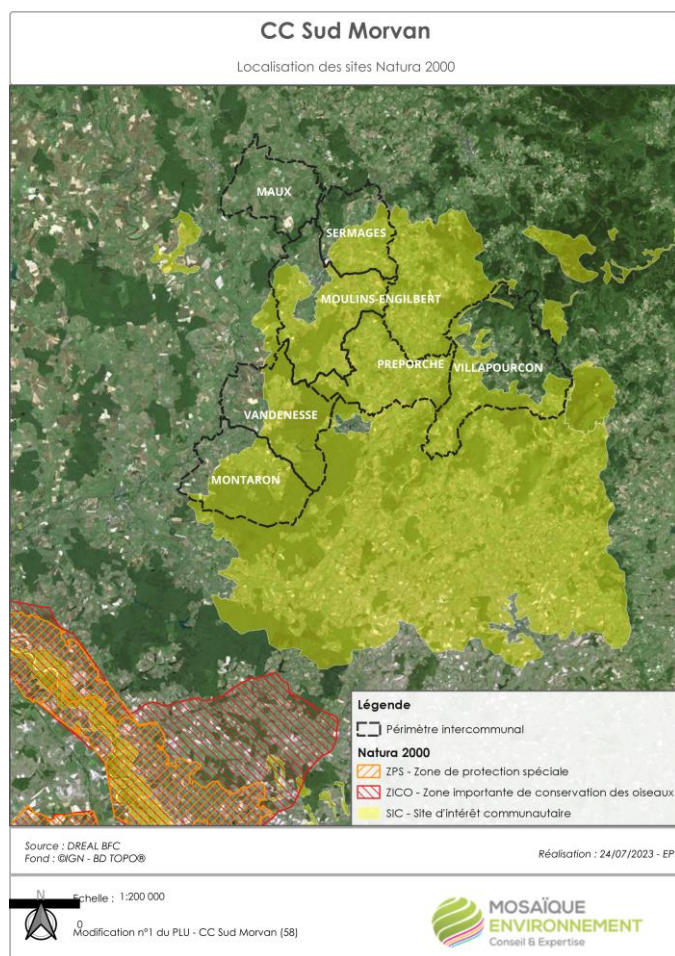 CC Sud Morvan
Localisation des sites Natura 2000
MAUX
SERMAGES
MOULINS-ENGILBERT
PREPORCHE
VILLAPOURCON
VANDENESSE
MONTARON
Légende
Périmètre intercommunal
Natura 2000
ZPS - Zone de protection spéciale
ZICO - Zone importante de conservation des oiseaux
SIC - Site d'intérêt communautaire
Source : DREAL BFC
Fond : ©IGN - BD TOPO®
Réalisation : 24/07/2023 - EP
N
Echelle : 1:200 000
0
Modification n°1 du PLU - CC Sud Morvan (58)
MOSAÏQUE
ENVIRONNEMENT
Conseil & Expertise